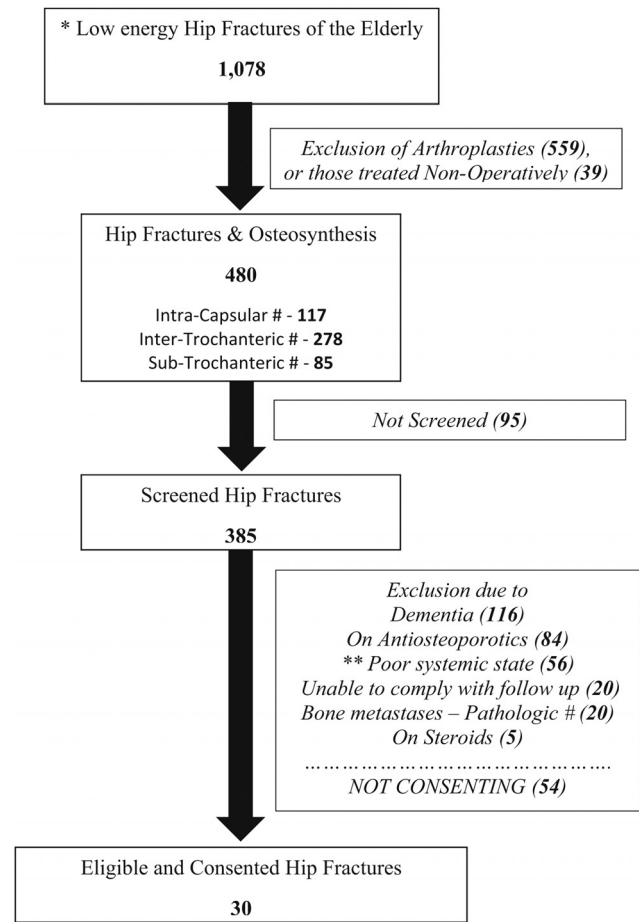 * Low energy Hip Fractures of the Elderly
1,078
Exclusion of Arthroplasties (559),
or those treated Non-Operatively (39)
Hip Fractures & Osteosynthesis
480
Intra-Capsular # - 117
Inter-Trochanteric # - 278
Sub-Trochanteric # - 85
Not Screened (95)
Screened Hip Fractures
385
Exclusion due to
Dementia (116)
On Antiosteoporotics (84)
** Poor systemic state (56)
Unable to comply with follow up (20)
Bone metastases – Pathologic # (20)
On Steroids (5)
………………………………………….
NOT CONSENTING (54)
Eligible and Consented Hip Fractures
30